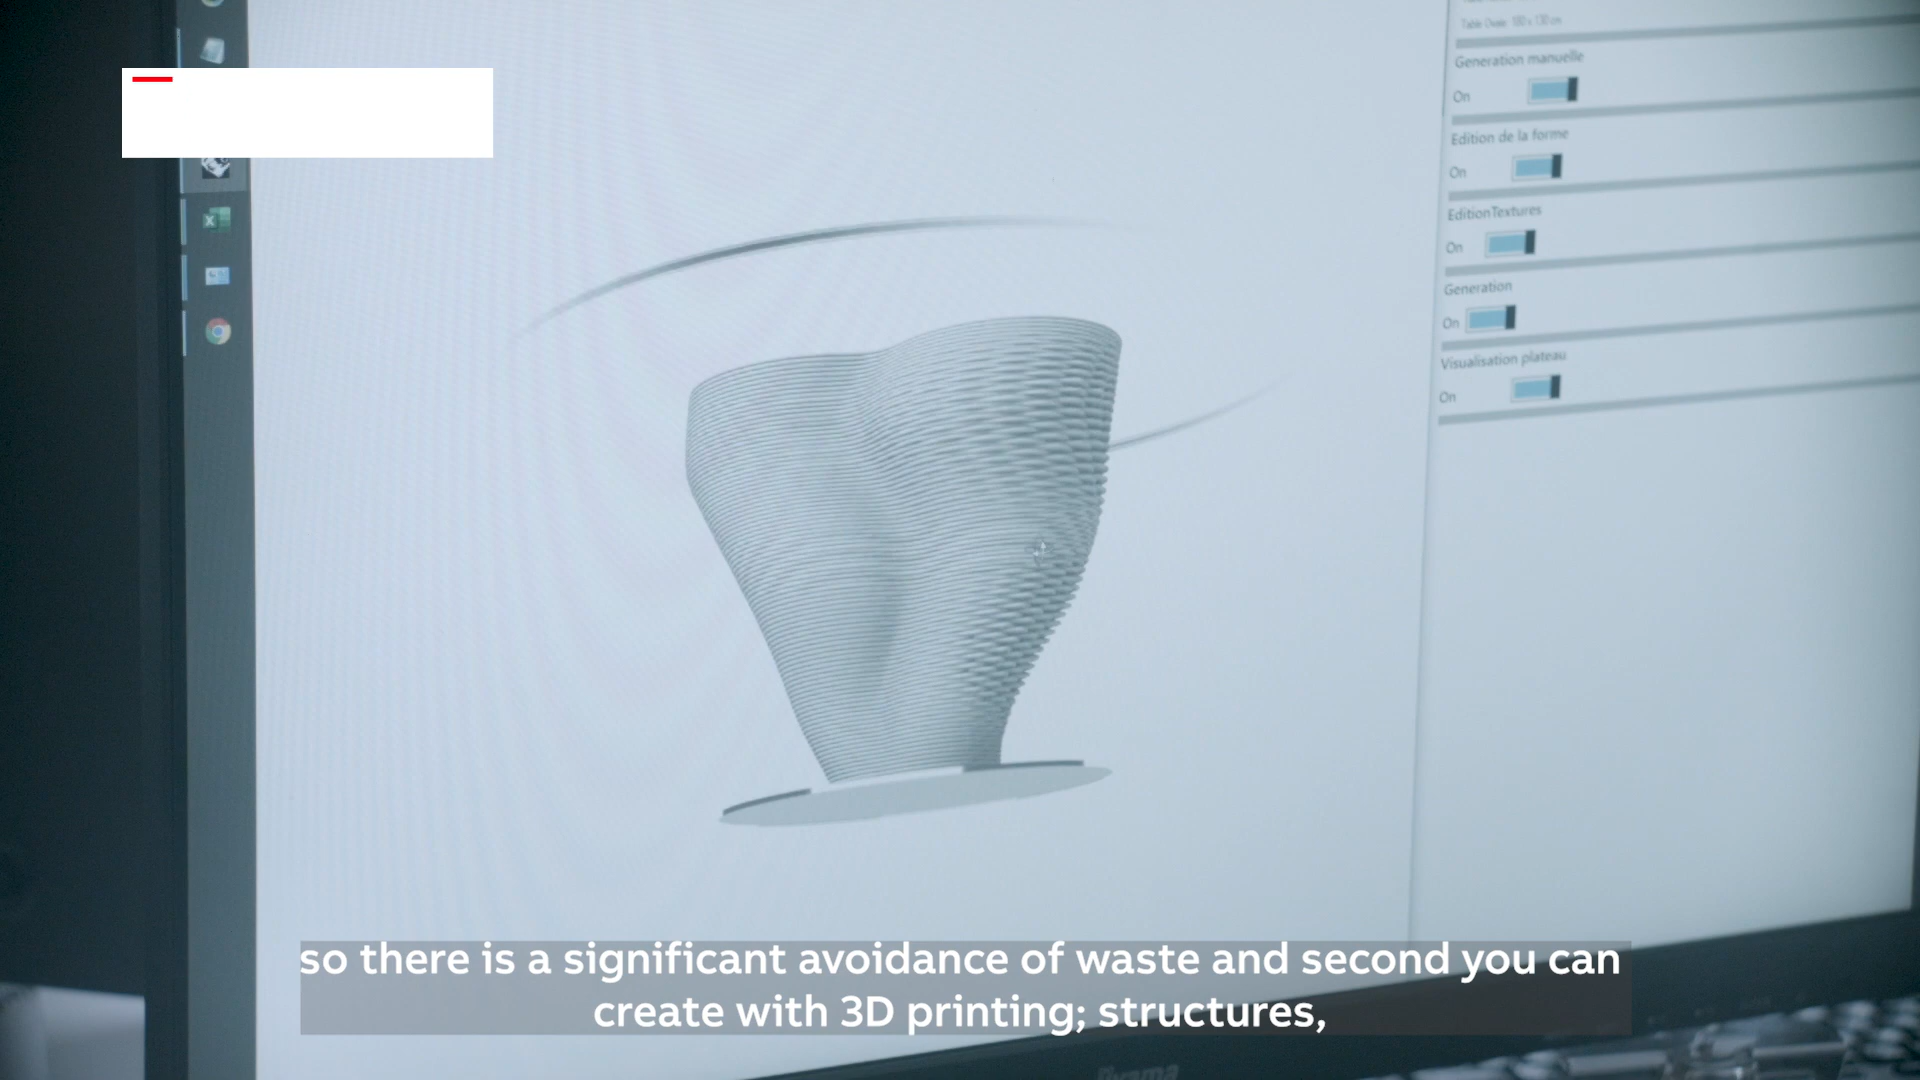 Generation manuelle
On
Edition de la forme
On
EditionTextures
On
Generation
On
Visualisation plateau
On
so there is a significant avoidance of waste and second you can
create with 3D printing; structures,